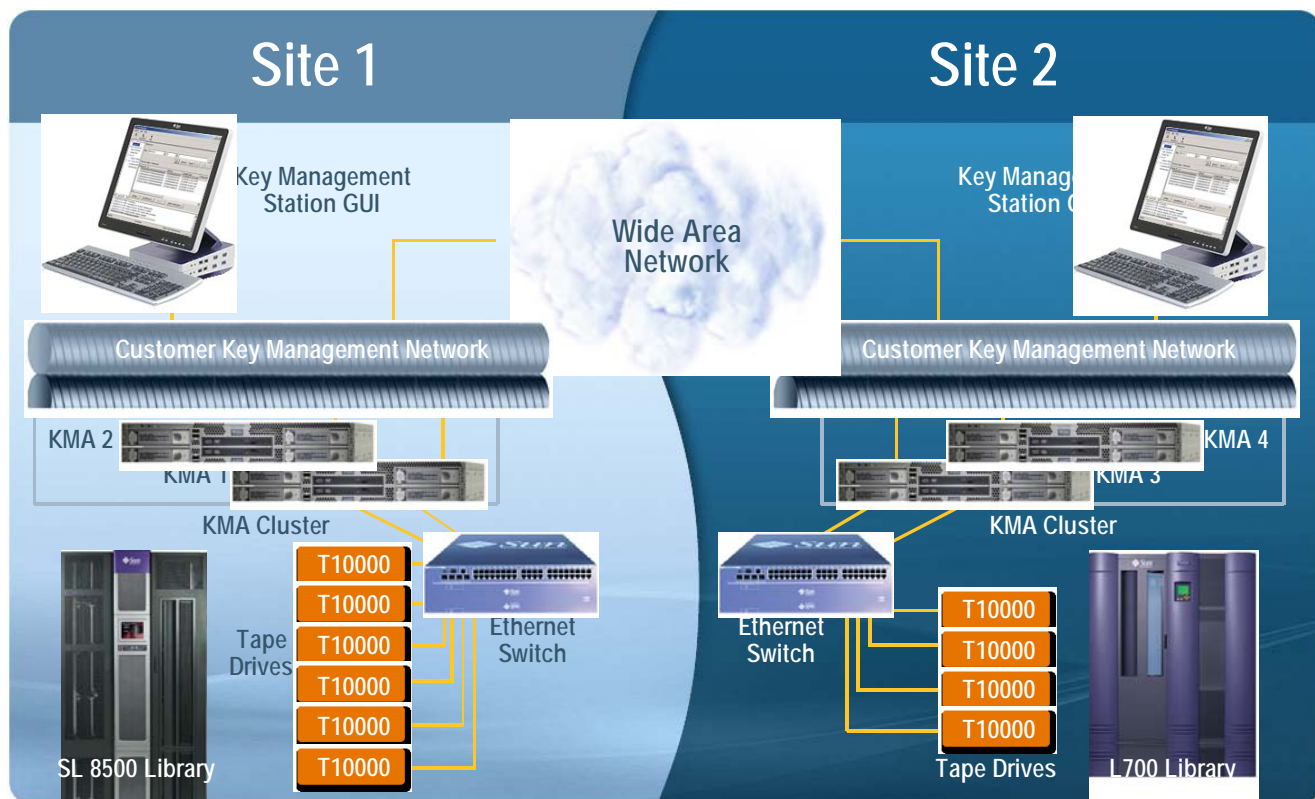 Site 1
Site 2
Key Management
Station GUI
Wide Area
Network
Key Manag
Station
Customer Key Management Network
Customer Key Management Network
KMA 2
KMA 1
KMA 4
KMA 3
KMA Cluster
KMA Cluster
Sun
Sun
T10000
T10000
T10000
T10000
T10000
T10000
Tape
Drives
Ethernet
Switch
Ethernet
Switch
T10000
T10000
T10000
T10000
SL 8500 Library
Tape Drives
L700 Library